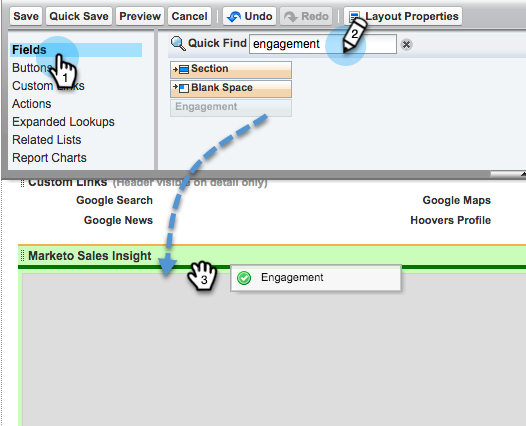 Save Quick Save Preview Cancel Undo Redo Layout Properties
Fields
Buttons
Custom Links
Actions
Expanded Lookups
Related Lists
Report Charts
1
Quick Find engagement
2
Section
Blank Space
Engagement
Custom Links (Header visible on detail only)
Google Search Google Maps
Google News Hoovers Profile
Marketo Sales Insight
3 Engagement